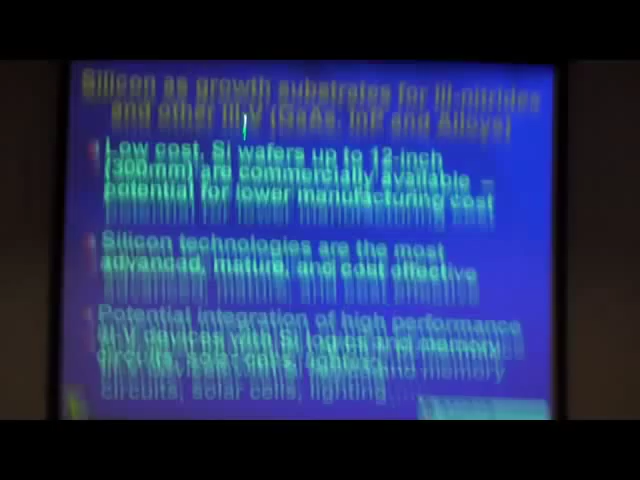 Silicon as growth substrates for III-nitrides
and other III-V (GaAs, InP and Alloys)
Low cost, Si wafers up to 12-inch
(300mm) are commercially available –
potential for lower manufacturing cost
Silicon technologies are the most
advanced, mature, and cost effective
Potential integration of high performance
III-V devices with Si logics and memory
circuits, solar cells, lighting